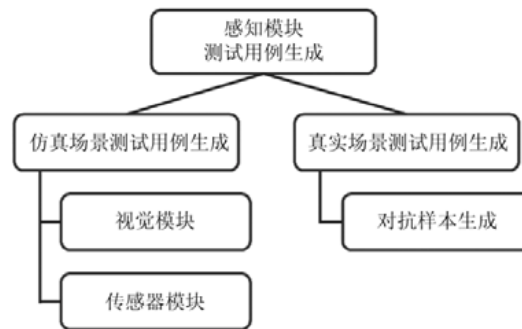 感知模块
测试用例生成
仿真场景测试用例生成
真实场景测试用例生成
视觉模块
对抗样本生成
传感器模块